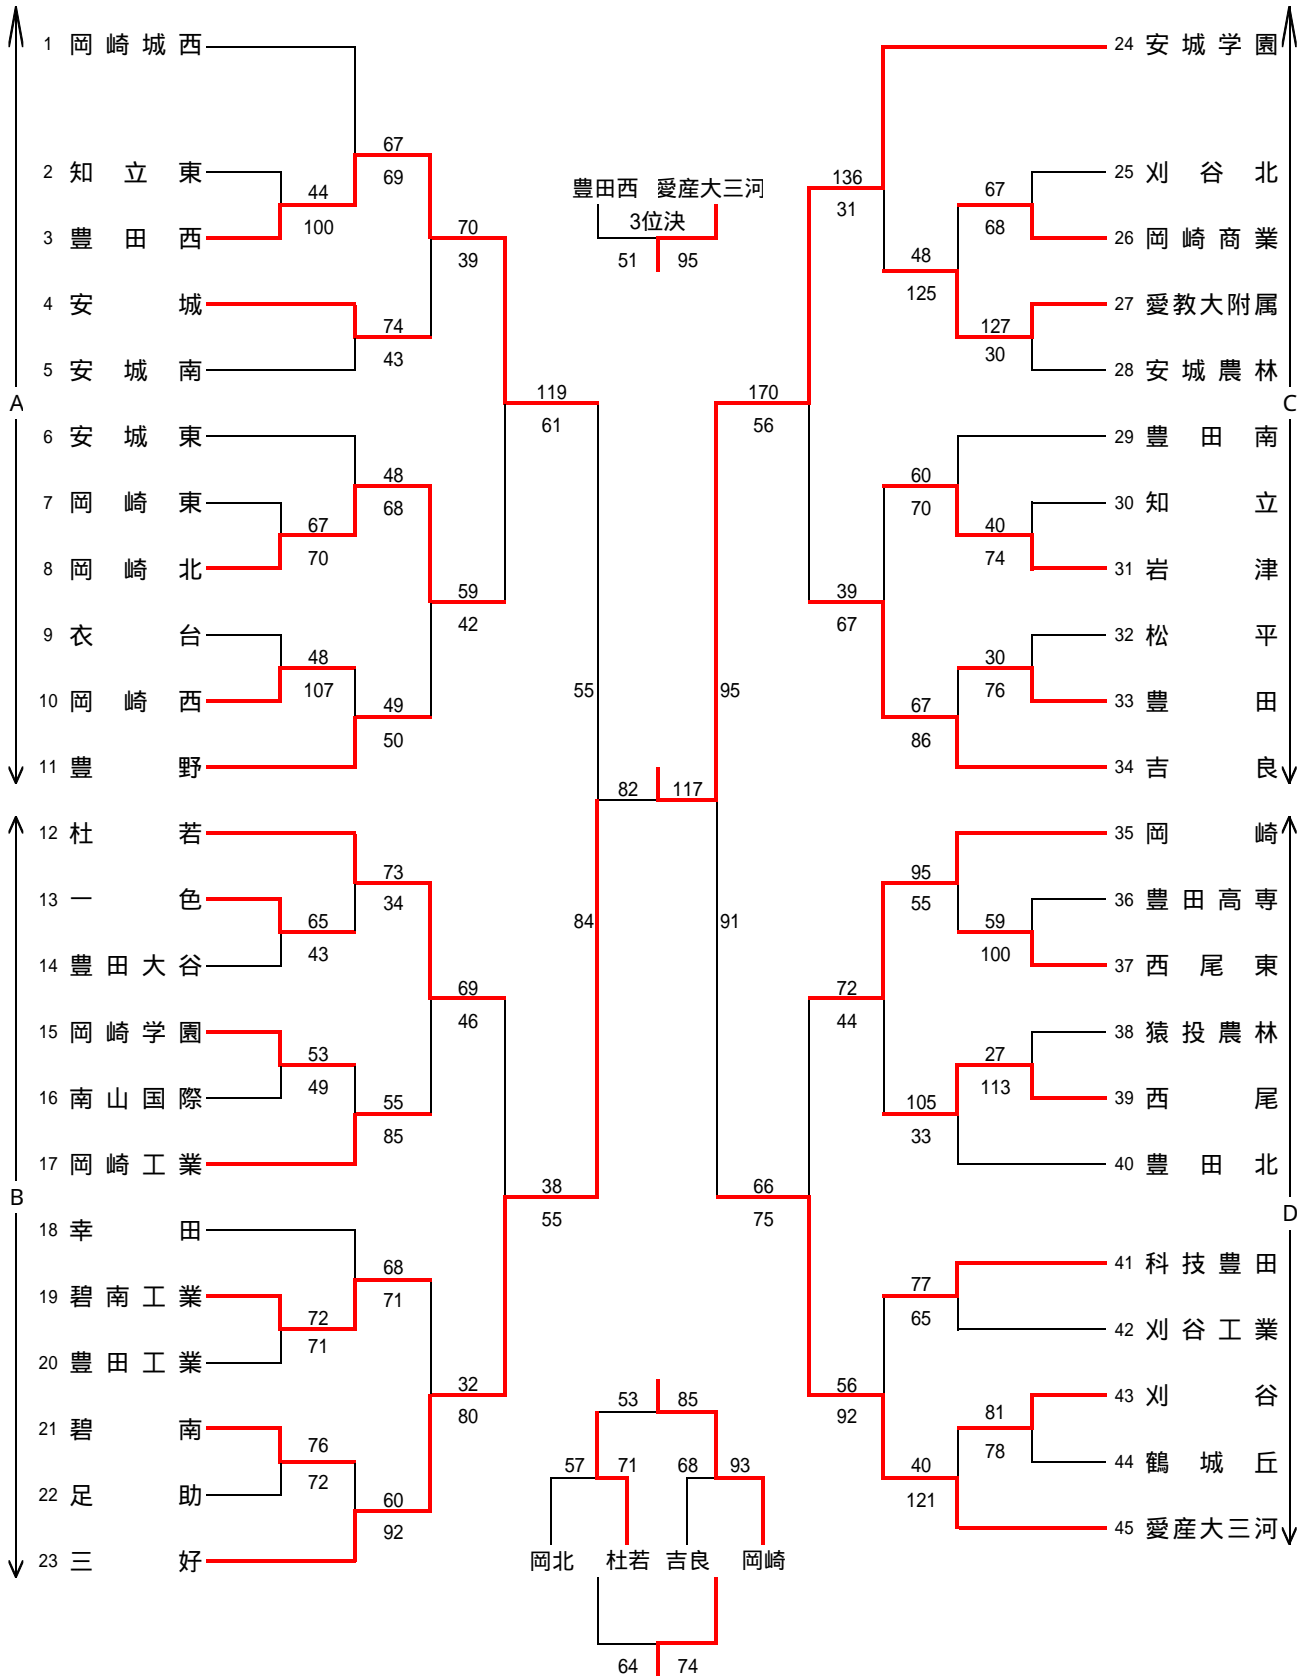 1 岡崎城西
2 知立東
3 豊田西
4 安城
5 安城南
A
6 安城東
7 岡崎東
8 岡崎北
9 衣台
10 岡崎西
11 豊野
12 杜若
13 一色
14 豊田大谷
15 岡崎学園
16 南山国際
17 岡崎工業
B
18 幸田
19 碧南工業
20 豊田工業
21 碧南
22 足助
23 三好
44
100
67
70
48
107
65
43
53
49
72
71
76
72
67
69
74
43
48
68
49
50
73
34
55
85
68
71
60
92
70
39
59
42
69
46
32
80
119
61
38
55
55
84
82 117
95
91
豊田西 愛産大三河
3位決
51 95
170
56
66
75
136
31
39
67
72
44
56
92
48
125
60
70
67
86
95
55
105
33
77
65
40
121
67
68
127
30
40
74
30
76
59
100
27
113
81
78
24 安城学園
25 刈谷北
26 岡崎商業
27 愛教大附属
28 安城農林
C
29 豊田南
30 知立
31 岩津
32 松平
33 豊田
34 吉良
35 岡崎
36 豊田高専
37 西尾東
38 猿投農林
39 西尾
40 豊田北
D
41 科技豊田
42 刈谷工業
43 刈谷
44 鶴城丘
45 愛産大三河
53 85
57 71 68 93
岡北 杜若 吉良 岡崎
64 74